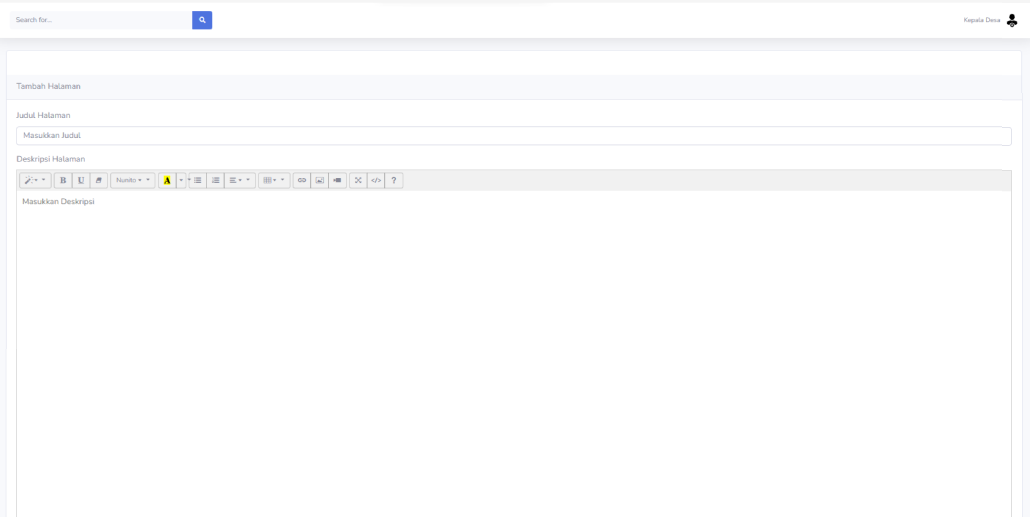 Search for...
Kepala Desa
Tambah Halaman
Judul Halaman
Masukkan Judul
Deskripsi Halaman
B U Nunito A </> ?
Masukkan Deskripsi